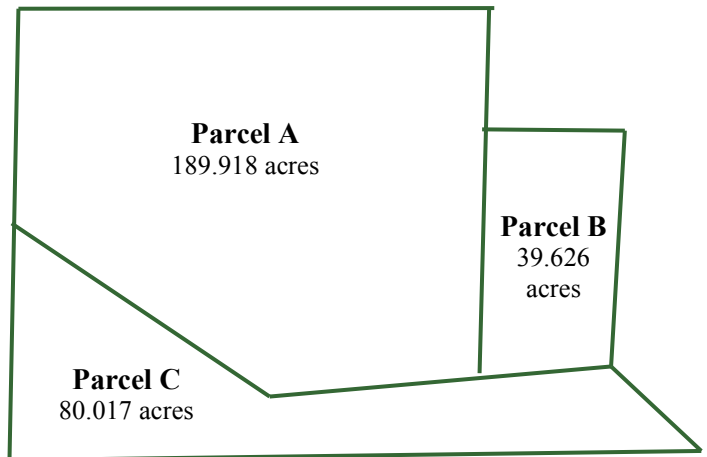 Parcel A
189.918 acres
Parcel B
39.626
acres
Parcel C
80.017 acres